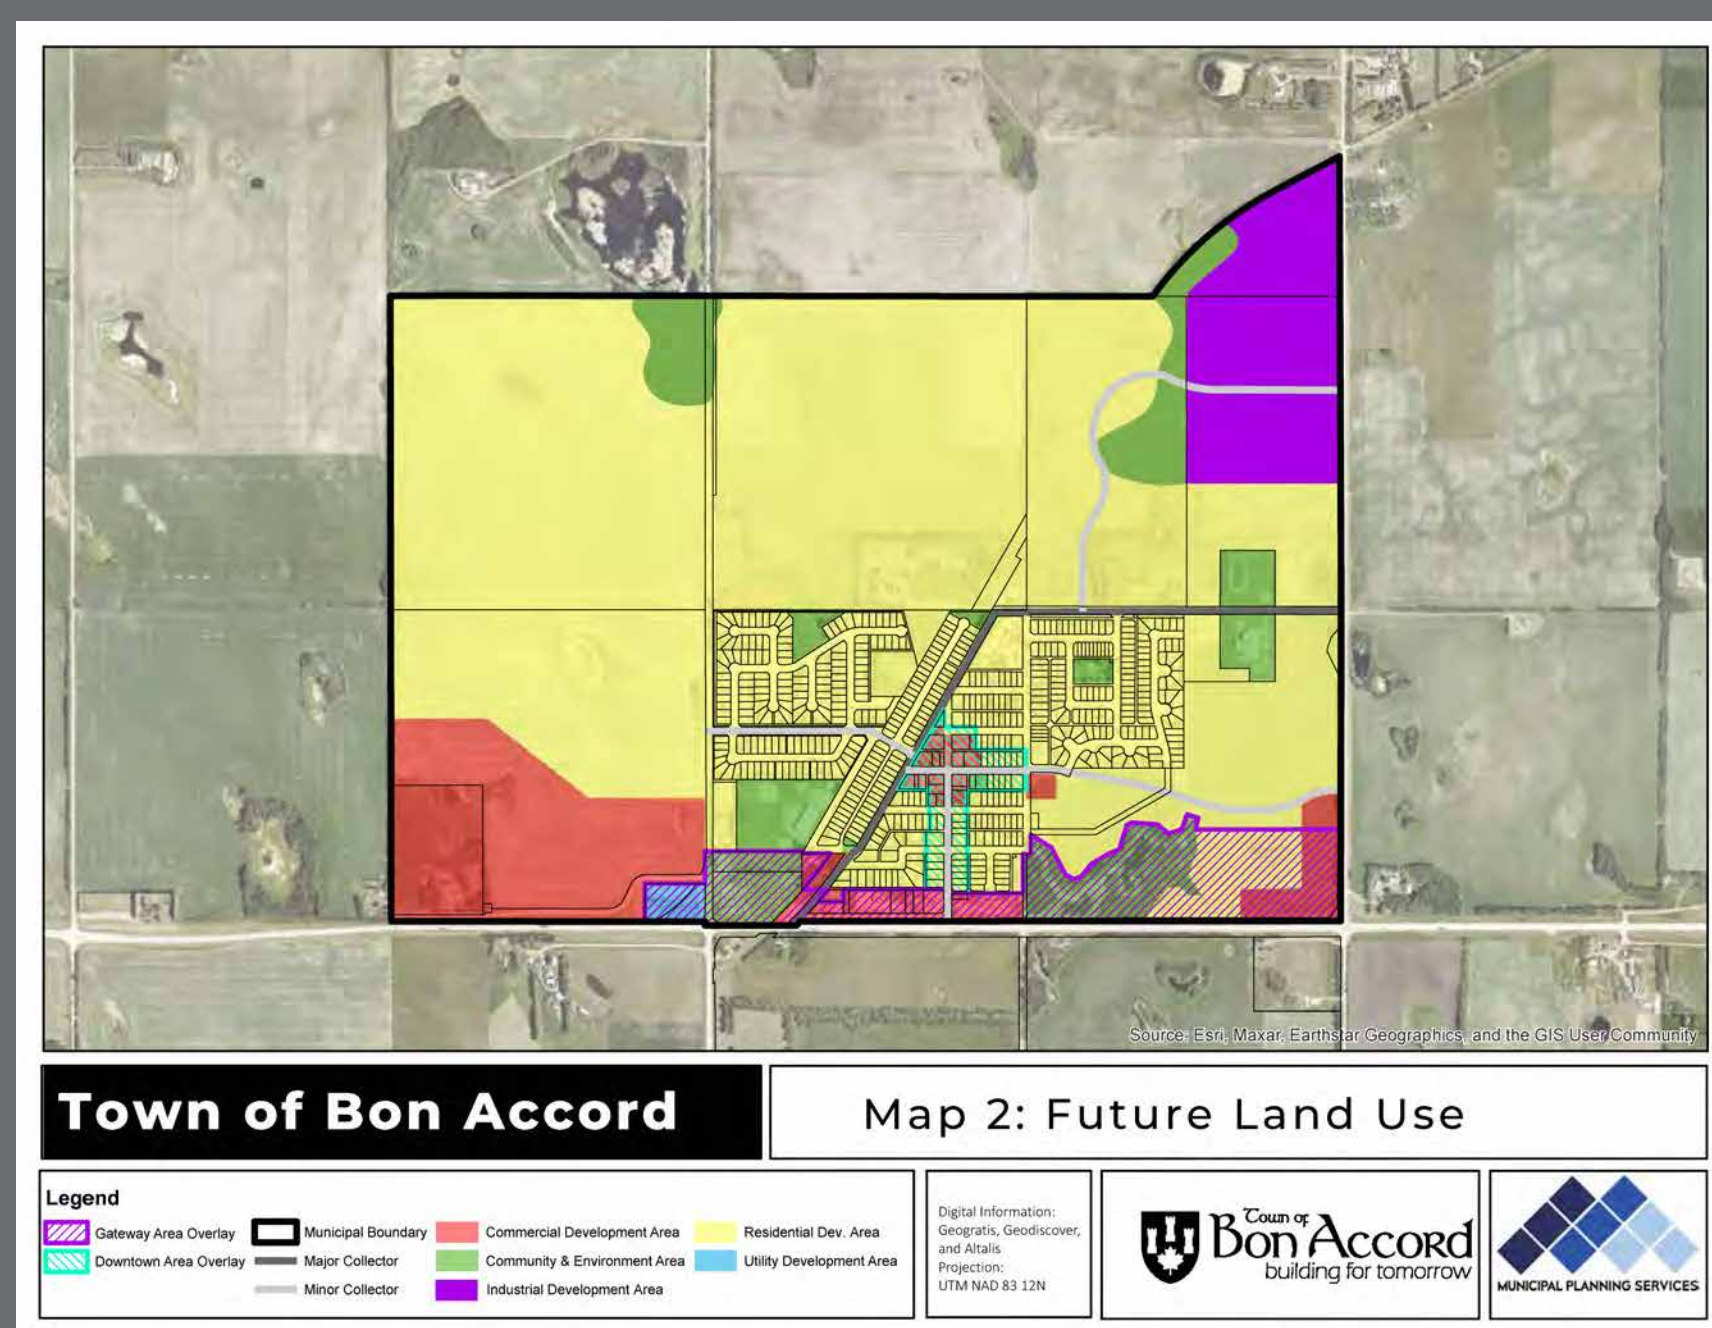 Source: Esri, Maxar, Earthstar Geographics, and the GIS User Community
Town of Bon Accord
Map 2: Future Land Use
Legend
Gateway Area Overlay
Downtown Area Overlay
Municipal Boundary
Major Collector
Minor Collector
Commercial Development Area
Community & Environment Area
Industrial Development Area
Residential Dev. Area
Utility Development Area
Digital Information:
Geogratis, Geodiscover,
and Altalis
Projection:
UTM NAD 83 12N
Town of
Bon Accord
building for tomorrow
MUNICIPAL PLANNING SERVICES